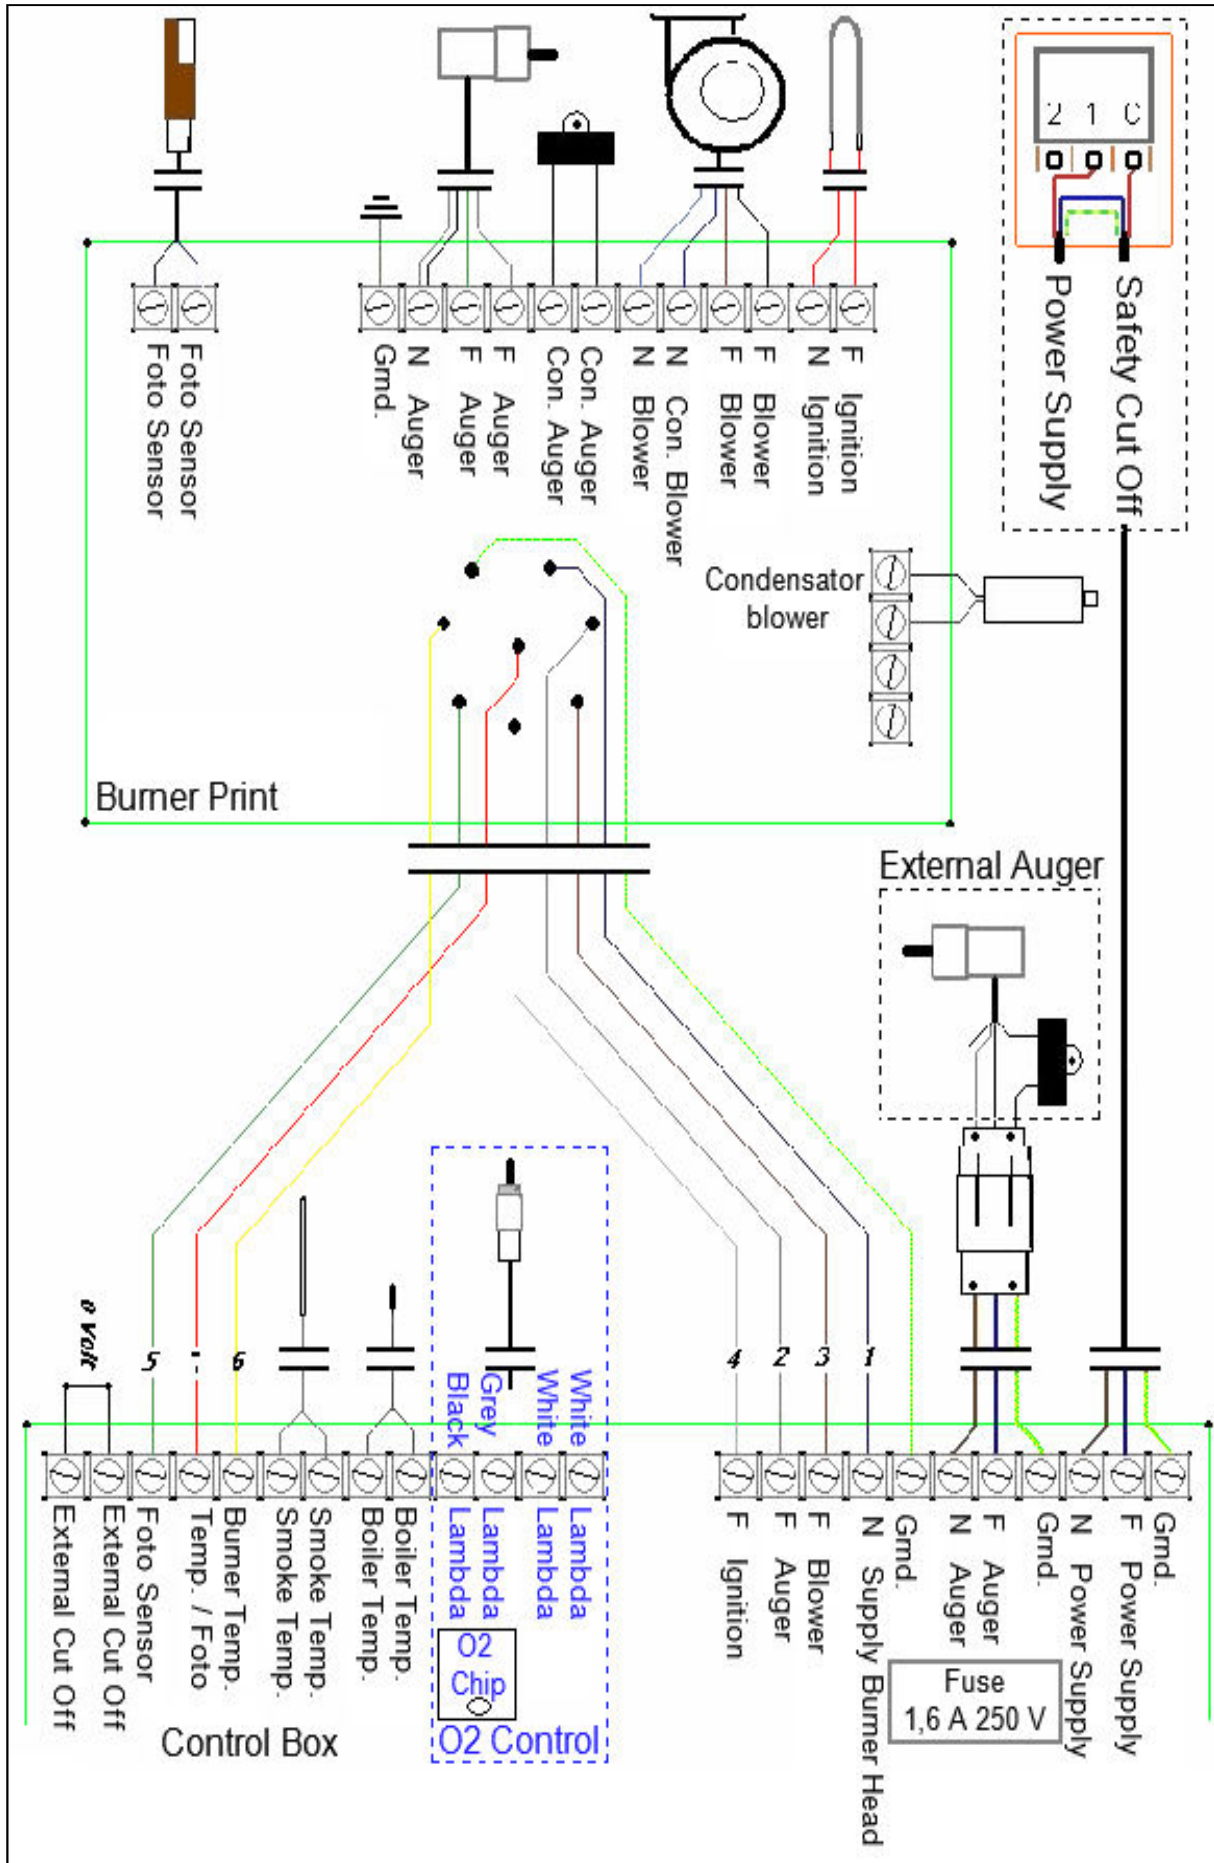 2 1 C
Power Supply
Safety Cut Off
Foto Sensor
Foto Sensor
Grnd.
N Auger
F Auger
F Auger
Con. Auger
Con. Auger
N Blower
N Con. Blower
F Blower
F Blower
N Ignition
F Ignition
Condensator
blower
Burner Print
External Auger
0 Volt
5
-
6
4
2
3
1
Black
Grey
White
White
External Cut Off
External Cut Off
Foto Sensor
Temp. / Foto
Burner Temp.
Smoke Temp.
Smoke Temp.
Boiler Temp.
Boiler Temp.
Lambda
Lambda
Lambda
Lambda
O2
Chip
O2 Control
Control Box
F Ignition
F Auger
F Blower
N Supply Burner Head
Grnd.
N Auger
F Auger
Grnd.
N Power Supply
F Power Supply
Grnd.
Fuse
1,6 A 250 V